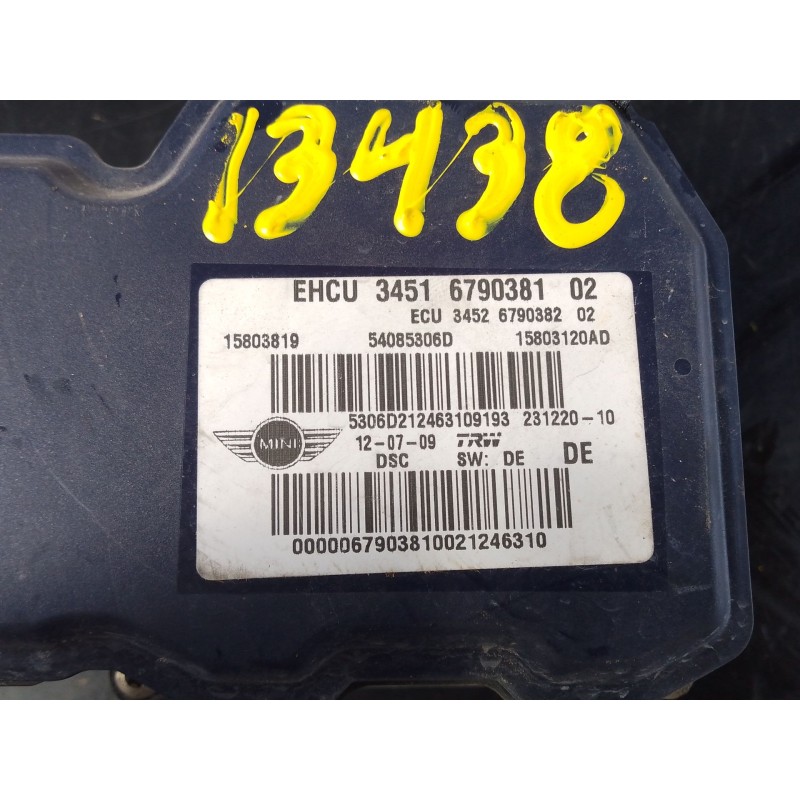 13438
EHCU 3451 6790381 02
ECU 3452 6790382 02
15803819 54085306D 15803120AD
5306D212463109193 231220-10
MINI 12-07-09 TRW
DSC SW: DE DE
0000067903810021246310